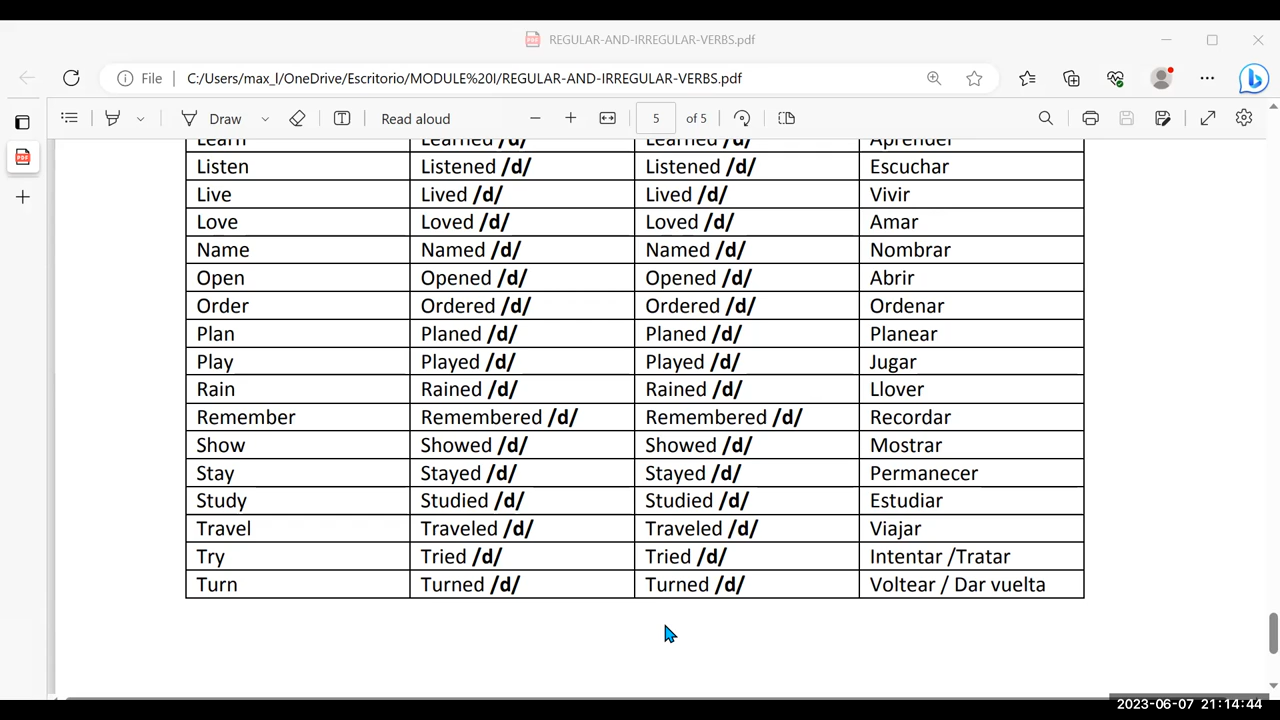 REGULAR-AND-IRREGULAR-VERBS.pdf
File C:/Users/max_l/OneDrive/Escritorio/MODULE%20I/REGULAR-AND-IRREGULAR-VERBS.pdf
Draw Read aloud 5 of 5
Learn Learned /d/ Learned /d/ Aprender
Listen Listened /d/ Listened /d/ Escuchar
Live Lived /d/ Lived /d/ Vivir
Love Loved /d/ Loved /d/ Amar
Name Named /d/ Named /d/ Nombrar
Open Opened /d/ Opened /d/ Abrir
Order Ordered /d/ Ordered /d/ Ordenar
Plan Planed /d/ Planed /d/ Planear
Play Played /d/ Played /d/ Jugar
Rain Rained /d/ Rained /d/ Llover
Remember Remembered /d/ Remembered /d/ Recordar
Show Showed /d/ Showed /d/ Mostrar
Stay Stayed /d/ Stayed /d/ Permanecer
Study Studied /d/ Studied /d/ Estudiar
Travel Traveled /d/ Traveled /d/ Viajar
Try Tried /d/ Tried /d/ Intentar /Tratar
Turn Turned /d/ Turned /d/ Voltear / Dar vuelta
2023-06-07 21:14:44